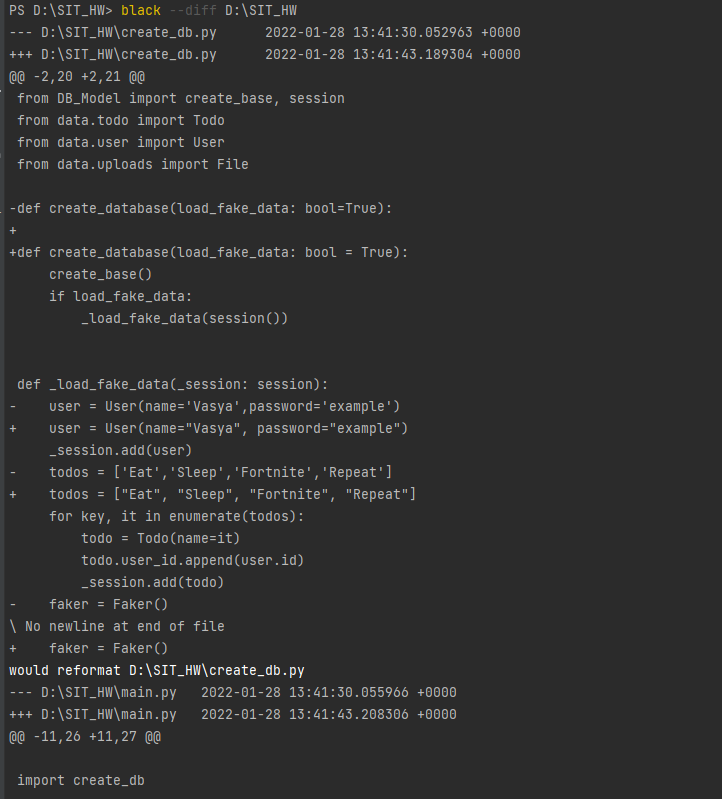 PS D:\SIT_HW> black --diff D:\SIT_HW
--- D:\SIT_HW\create_db.py      2022-01-28 13:41:30.052963 +0000
+++ D:\SIT_HW\create_db.py      2022-01-28 13:41:43.189304 +0000
@@ -2,20 +2,21 @@
 from DB_Model import create_base, session
 from data.todo import Todo
 from data.user import User
 from data.uploads import File

-def create_database(load_fake_data: bool=True):
+
+def create_database(load_fake_data: bool = True):
     create_base()
     if load_fake_data:
         _load_fake_data(session())


 def _load_fake_data(_session: session):
-    user = User(name='Vasya',password='example')
+    user = User(name="Vasya", password="example")
     _session.add(user)
-    todos = ['Eat','Sleep','Fortnite','Repeat']
+    todos = ["Eat", "Sleep", "Fortnite", "Repeat"]
     for key, it in enumerate(todos):
         todo = Todo(name=it)
         todo.user_id.append(user.id)
         _session.add(todo)
-    faker = Faker()
\ No newline at end of file
+    faker = Faker()
would reformat D:\SIT_HW\create_db.py
--- D:\SIT_HW\main.py   2022-01-28 13:41:30.055966 +0000
+++ D:\SIT_HW\main.py   2022-01-28 13:41:43.208306 +0000
@@ -11,26 +11,27 @@

 import create_db